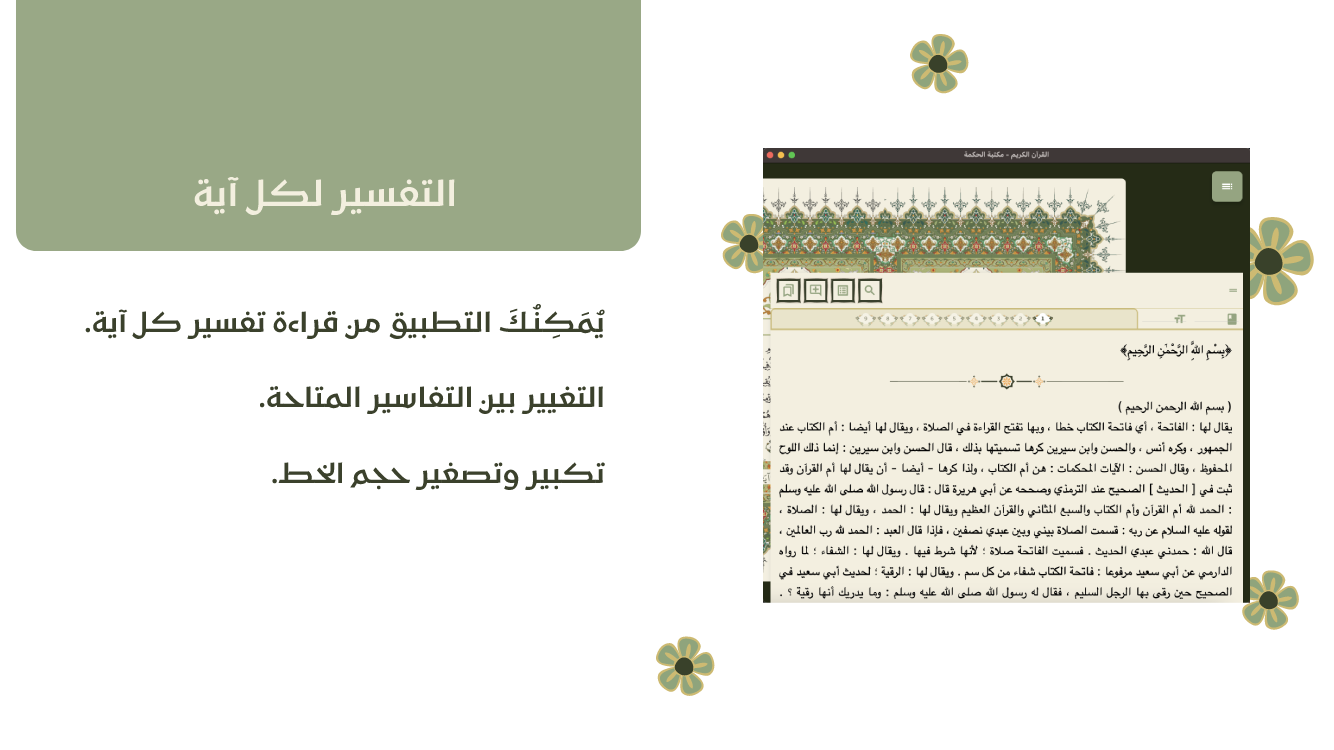 التفسير لكل آية
يُمَكِنُكَ التطبيق من قراءة تفسير كل آية.
التغيير بين التفاسير المتاحة.
تكبير وتصغير حجم الخط.
القرآن الكريم - مكتبة الحكمة
﴿بِسْمِ اللَّهِ الرَّحْمَٰنِ الرَّحِيمِ﴾
( بسم الله الرحمن الرحيم )
يقال لها : الفاتحة ، أي فاتحة الكتاب خطا ، وبها تفتح القراءة في الصلاة ، ويقال لها أيضا : أم الكتاب عند
الجمهور ، وكره أنس ، والحسن وابن سيرين كرها تسميتها بذلك ، قال الحسن وابن سيرين : إنما ذلك اللوح
المحفوظ ، وقال الحسن : الآيات المحكمات : هن أم الكتاب ، ولذا كرها - أيضا - أن يقال لها أم القرآن وقد
ثبت في [ الحديث ] الصحيح عند الترمذي وصححه عن أبي هريرة قال : قال رسول الله صلى الله عليه وسلم
: الحمد لله أم القرآن وأم الكتاب والسبع المثاني والقرآن العظيم ويقال لها : الحمد ، ويقال لها : الصلاة ،
لقوله عليه السلام عن ربه : قسمت الصلاة بيني وبين عبدي نصفين ، فإذا قال العبد : الحمد لله رب العالمين ،
قال الله : حمدني عبدي الحديث . فسميت الفاتحة صلاة ؛ لأنها شرط فيها . ويقال لها : الشفاء ؛ لما رواه
الدارمي عن أبي سعيد مرفوعا : فاتحة الكتاب شفاء من كل سم . ويقال لها : الرقية ؛ لحديث أبي سعيد في
الصحيح حين رقى بها الرجل السليم ، فقال له رسول الله صلى الله عليه وسلم : وما يدريك أنها رقية ؟ .